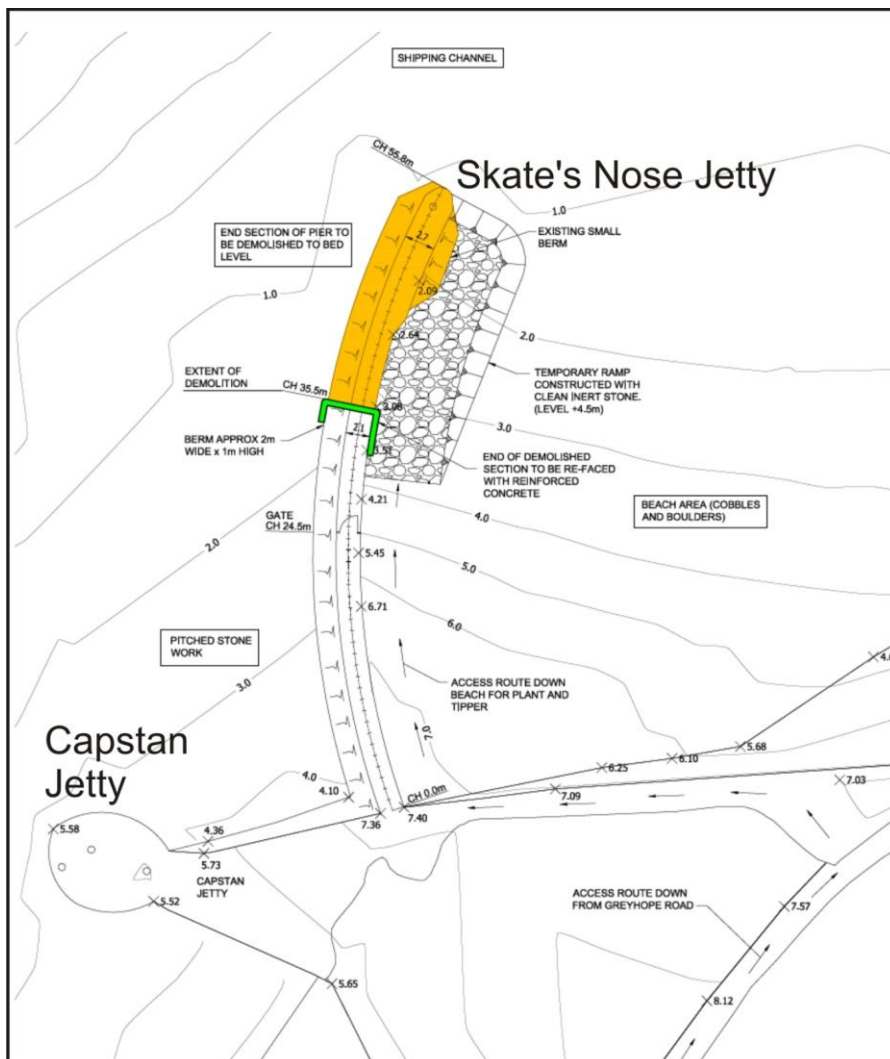 SHIPPING CHANNEL
CH 55.8m
Skate's Nose Jetty
1.0
END SECTION OF PIER TO
BE DEMOLISHED TO BED
LEVEL
2.7
EXISTING SMALL
BERM
1.0
2.09
2.0
2.64
EXTENT OF
DEMOLITION
CH 35.5m
TEMPORARY RAMP
CONSTRUCTED WITH
CLEAN INERT STONE.
(LEVEL +4.5m)
3.08
3.0
2.1
BERM APPROX 2m
WIDE x 1m HIGH
3.51
END OF DEMOLISHED
SECTION TO BE RE-FACED
WITH REINFORCED
CONCRETE
4.21
BEACH AREA (COBBLES
AND BOULDERS)
4.0
GATE
CH 24.5m
2.0
5.45
5.0
6.71
6.0
PITCHED STONE
WORK
3.0
ACCESS ROUTE DOWN
BEACH FOR PLANT AND
TIPPER
7.0
Capstan
Jetty
5.68
6.10
6.25
4.0
4.10
CH 0.0m
7.09
7.03
7.36
7.40
5.58
4.36
5.73
CAPSTAN
JETTY
5.52
ACCESS ROUTE DOWN
FROM GREYHOPE ROAD
7.57
5.65
8.12